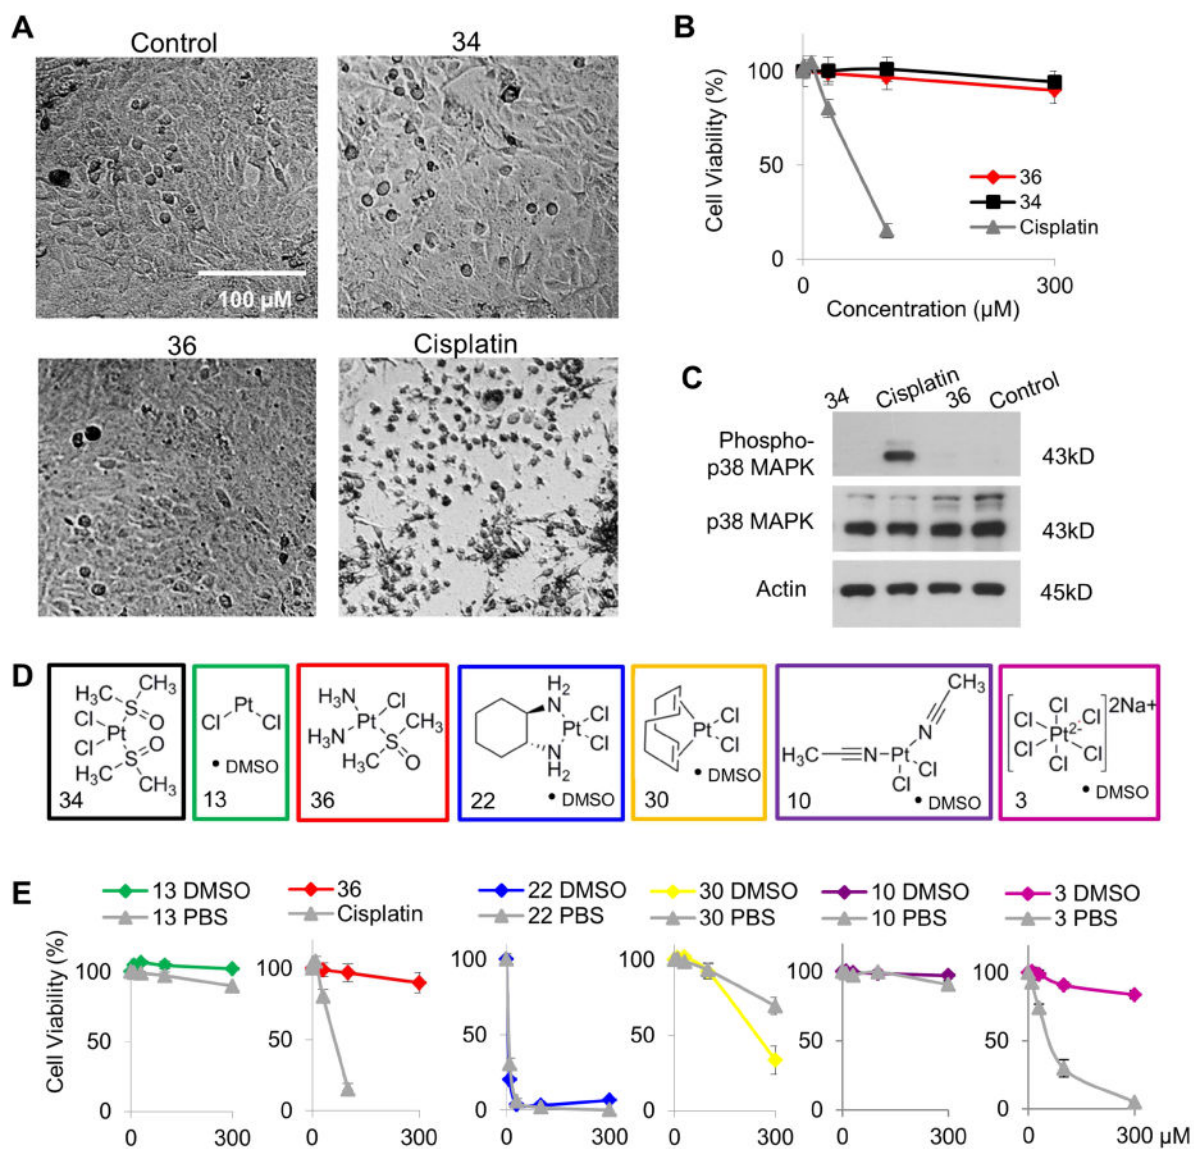 A
Control
34
100 µM
36
Cisplatin
B
Cell Viability (%)
100
50
0
36
34
Cisplatin
0
300
Concentration (µM)
C
34
Cisplatin
36
Control
Phospho-
p38 MAPK
43kD
p38 MAPK
43kD
Actin
45kD
D
H₃C
CH₃
Cl
S
O
Pt
Cl
S
O
H₃C
CH₃
34
Pt
Cl
Cl
• DMSO
13
H₃N
Cl
Pt
CH₃
H₃N
S
H₃C
O
36
H₂
N
Cl
Pt
Cl
N
H₂
22
• DMSO
Cl
Pt
Cl
• DMSO
30
CH₃
N
H₃C
N
Pt
Cl
Cl
10
• DMSO
Cl
Cl
Cl
2Na+
Pt²⁻
Cl
Cl
Cl
• DMSO
3
E
13 DMSO
13 PBS
36
Cisplatin
22 DMSO
22 PBS
30 DMSO
30 PBS
10 DMSO
10 PBS
3 DMSO
3 PBS
Cell Viability (%)
100
50
0
0
300
100
50
0
0
300
100
50
0
0
300
100
50
0
0
300
100
50
0
0
300
100
50
0
0
300 µM